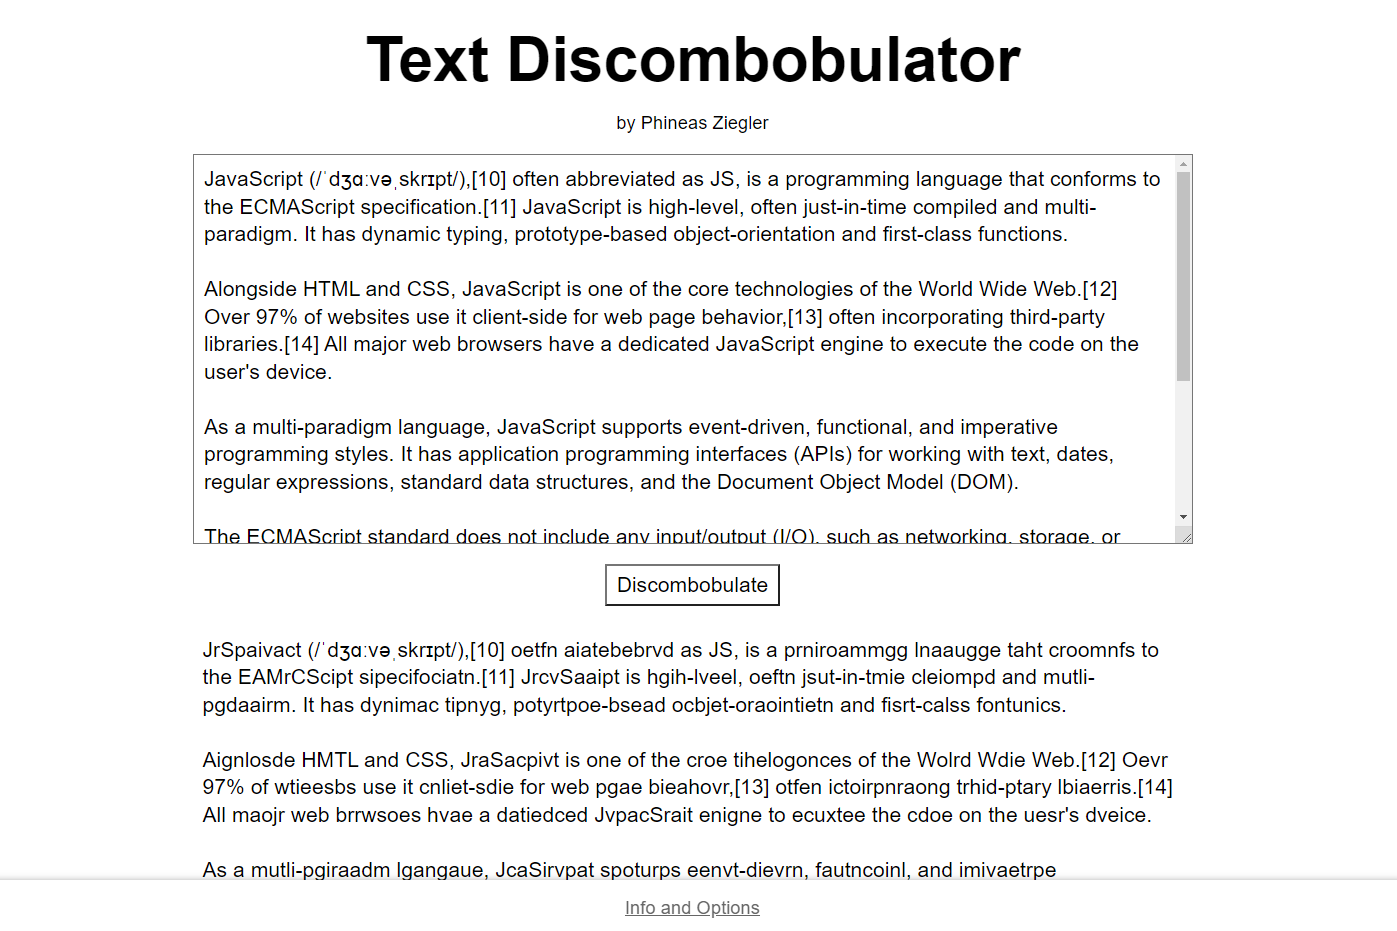 Text Discombobulator
by Phineas Ziegler
JavaScript (/ˈdʒɑːvəˌskrɪpt/),[10] often abbreviated as JS, is a programming language that conforms to
the ECMAScript specification.[11] JavaScript is high-level, often just-in-time compiled and multi-
paradigm. It has dynamic typing, prototype-based object-orientation and first-class functions.
Alongside HTML and CSS, JavaScript is one of the core technologies of the World Wide Web.[12]
Over 97% of websites use it client-side for web page behavior,[13] often incorporating third-party
libraries.[14] All major web browsers have a dedicated JavaScript engine to execute the code on the
user's device.
As a multi-paradigm language, JavaScript supports event-driven, functional, and imperative
programming styles. It has application programming interfaces (APIs) for working with text, dates,
regular expressions, standard data structures, and the Document Object Model (DOM).
The ECMAScript standard does not include any input/output (I/O), such as networking, storage, or
Discombobulate
JrSpaivact (/ˈdʒɑːvəˌskrɪpt/),[10] oetfn aiatebebrvd as JS, is a prniroammgg lnaaugge taht croomnfs to
the EAMrCScipt sipecifociatn.[11] JrcvSaaipt is hgih-lveel, oeftn jsut-in-tmie cleiompd and mutli-
pgdaairm. It has dynimac tipnyg, potyrtpoe-bsead ocbjet-oraointietn and fisrt-calss fontunics.
Aignlosde HMTL and CSS, JraSacpivt is one of the croe tihelogonces of the Wolrd Wdie Web.[12] Oevr
97% of wtieesbs use it cnliet-sdie for web pgae bieahovr,[13] otfen ictoirpnraong trhid-ptary lbiaerris.[14]
All maojr web brrwsoes hvae a datiedced JvpacSrait enigne to ecuxtee the cdoe on the uesr's dveice.
As a mutli-pgiraadm lgangaue, JcaSirvpat spoturps eenvt-dievrn, fautncoinl, and imivaetrpe
Info and Options